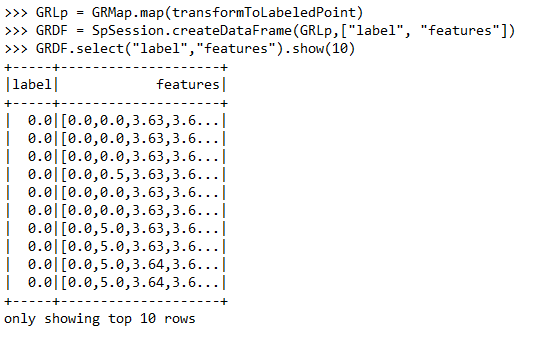 >>> GRLp = GRMap.map(transformToLabeledPoint)
>>> GRDF = SpSession.createDataFrame(GRLp,["label", "features"])
>>> GRDF.select("label","features").show(10)
+-----+--------------------+
|label|            features|
+-----+--------------------+
|  0.0|[0.0,0.0,3.63,3.6...|
|  0.0|[0.0,0.0,3.63,3.6...|
|  0.0|[0.0,0.0,3.63,3.6...|
|  0.0|[0.0,0.5,3.63,3.6...|
|  0.0|[0.0,0.0,3.63,3.6...|
|  0.0|[0.0,0.0,3.63,3.6...|
|  0.0|[0.0,5.0,3.63,3.6...|
|  0.0|[0.0,5.0,3.63,3.6...|
|  0.0|[0.0,5.0,3.64,3.6...|
|  0.0|[0.0,5.0,3.64,3.6...|
+-----+--------------------+
only showing top 10 rows